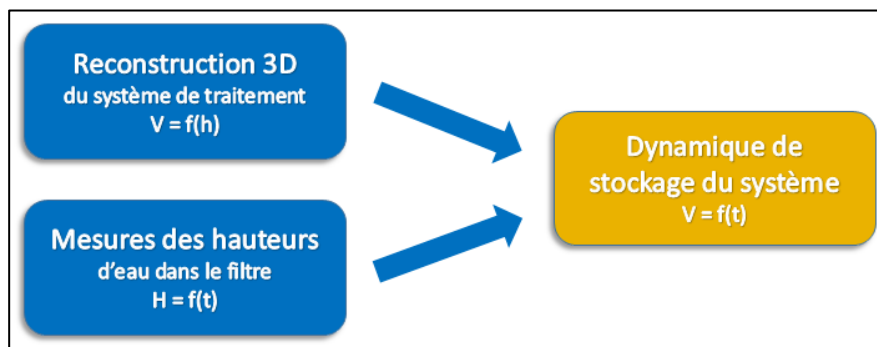 Reconstruction 3D
du système de traitement
V = f(h)
Mesures des hauteurs
d'eau dans le filtre
H = f(t)
Dynamique de
stockage du système
V = f(t)